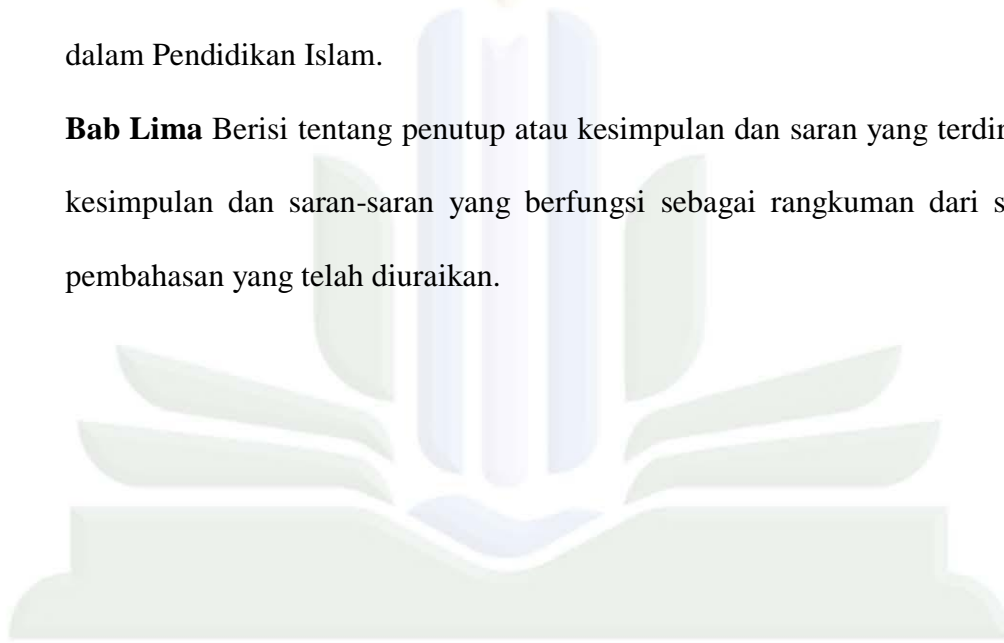 dalam Pendidikan Islam.
Bab Lima Berisi tentang penutup atau kesimpulan dan saran yang
kesimpulan dan saran-saran yang berfungsi sebagai rangkuman dari
pembahasan yang telah diuraikan.